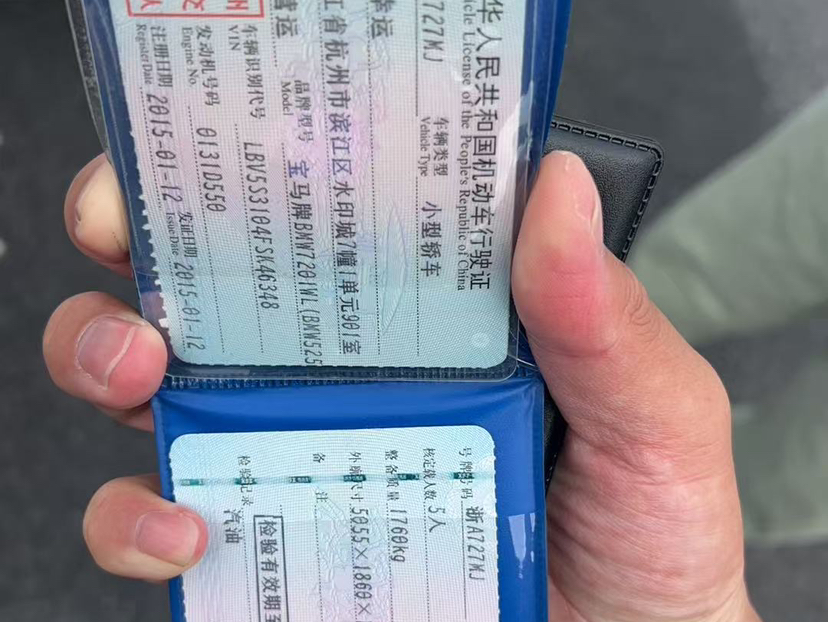 华人民共和国机动车行驶证
icle License of the People's Republic of China
A727MJ 车辆类型 小型轿车
Vehicle Type
幸运
江省杭州市滨江区水印城7幢1单元901室
营运 品牌型号 宝马牌BMW7201WL(BMW525
Model
车辆识别代号 LBV5S3104FSK46348
VIN
发动机号码 0131D550
Engine No.
注册日期 2015-01-12 发证日期 2015-01-12
Register Date Issue Date
号牌号码 浙A727MJ
核定载人数 5人
整备质量 1760kg
外廓尺寸 5055×1860×
备 注
检验有效期至
检验记录 汽油